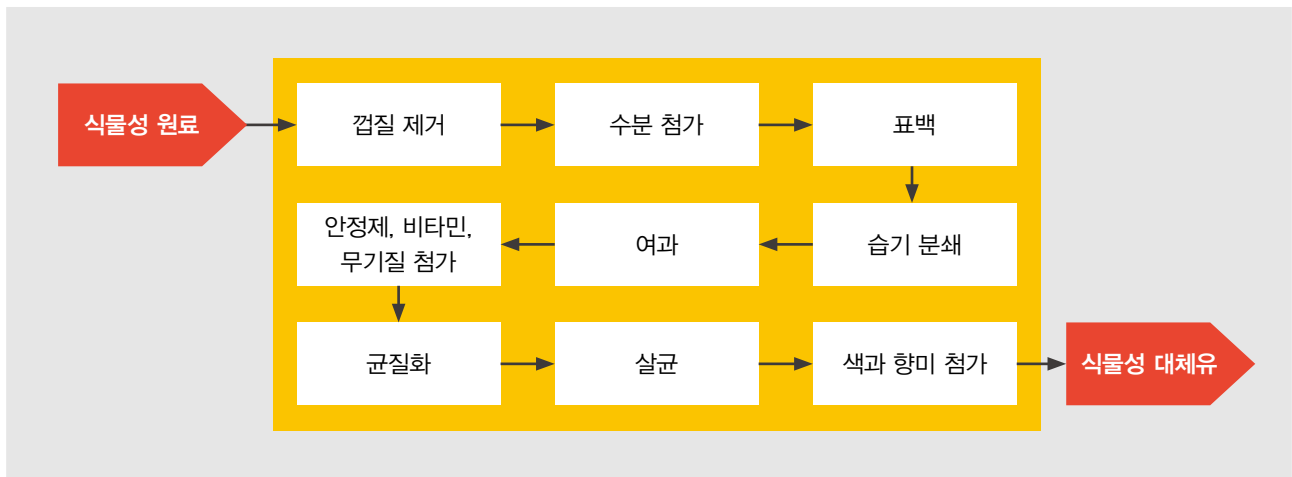 식물성 원료
껍질 제거
수분 첨가
표백
습기 분쇄
여과
안정제, 비타민,
무기질 첨가
균질화
살균
색과 향미 첨가
식물성 대체유